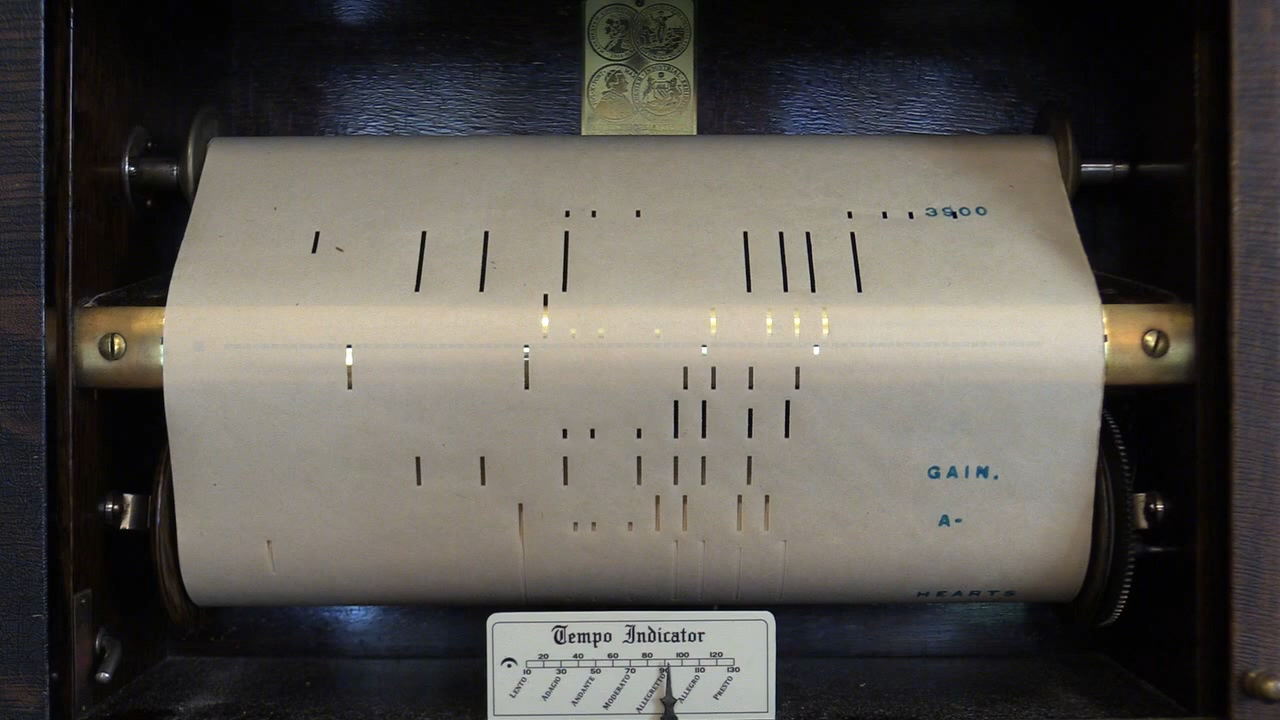 3900
GAIN.
A-
HEARTS
Tempo Indicator
20 40 60 80 100 120
10 30 50 70 90 110 130
LENTO ADAGIO ANDANTE MODERATO ALLEGRETTO ALLEGRO PRESTO